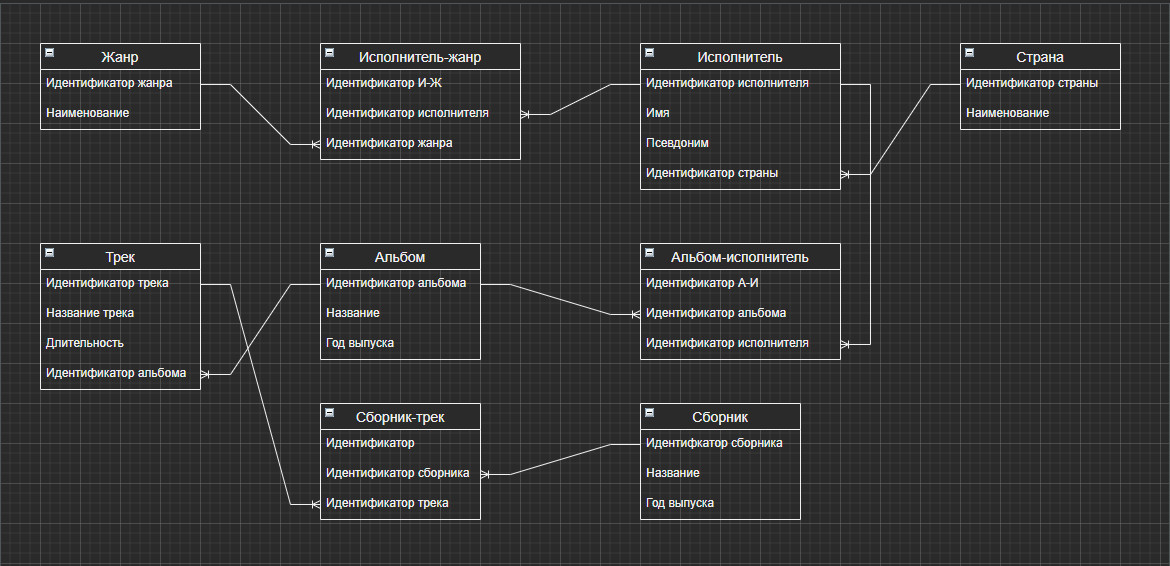 Жанр
Идентификатор жанра
Наименование
Исполнитель-жанр
Идентификатор И-Ж
Идентификатор исполнителя
Идентификатор жанра
Исполнитель
Идентификатор исполнителя
Имя
Псевдоним
Идентификатор страны
Страна
Идентификатор страны
Наименование
Трек
Идентификатор трека
Название трека
Длительность
Идентификатор альбома
Альбом
Идентификатор альбома
Название
Год выпуска
Альбом-исполнитель
Идентификатор А-И
Идентификатор альбома
Идентификатор исполнителя
Сборник-трек
Идентификатор
Идентификатор сборника
Идентификатор трека
Сборник
Идентифкатор сборника
Название
Год выпуска